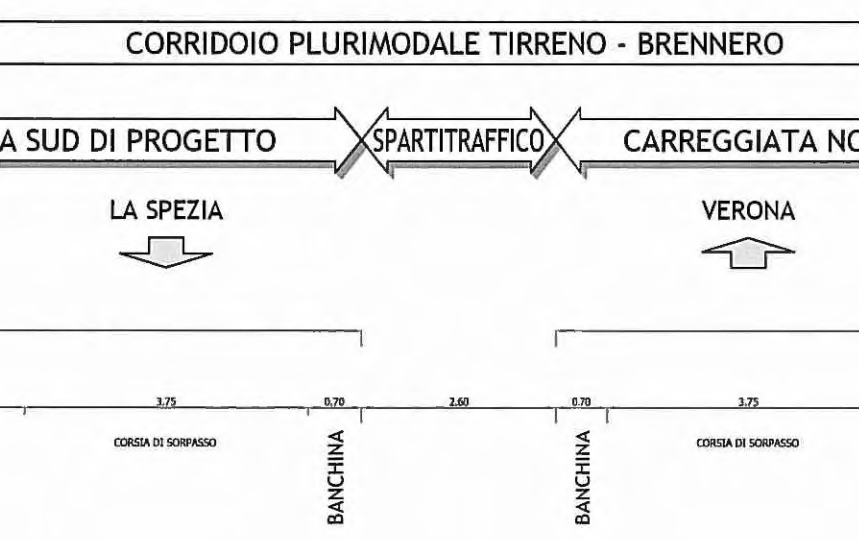 CORRIDOIO PLURIMODALE TIRRENO - BRENNERO
A SUD DI PROGETTO
SPARTITRAFFICO
CARREGGIATA NO
LA SPEZIA
VERONA
3.75
0.70
2.60
0.70
3.75
CORSIA DI SORPASSO
BANCHINA
BANCHINA
CORSIA DI SORPASSO